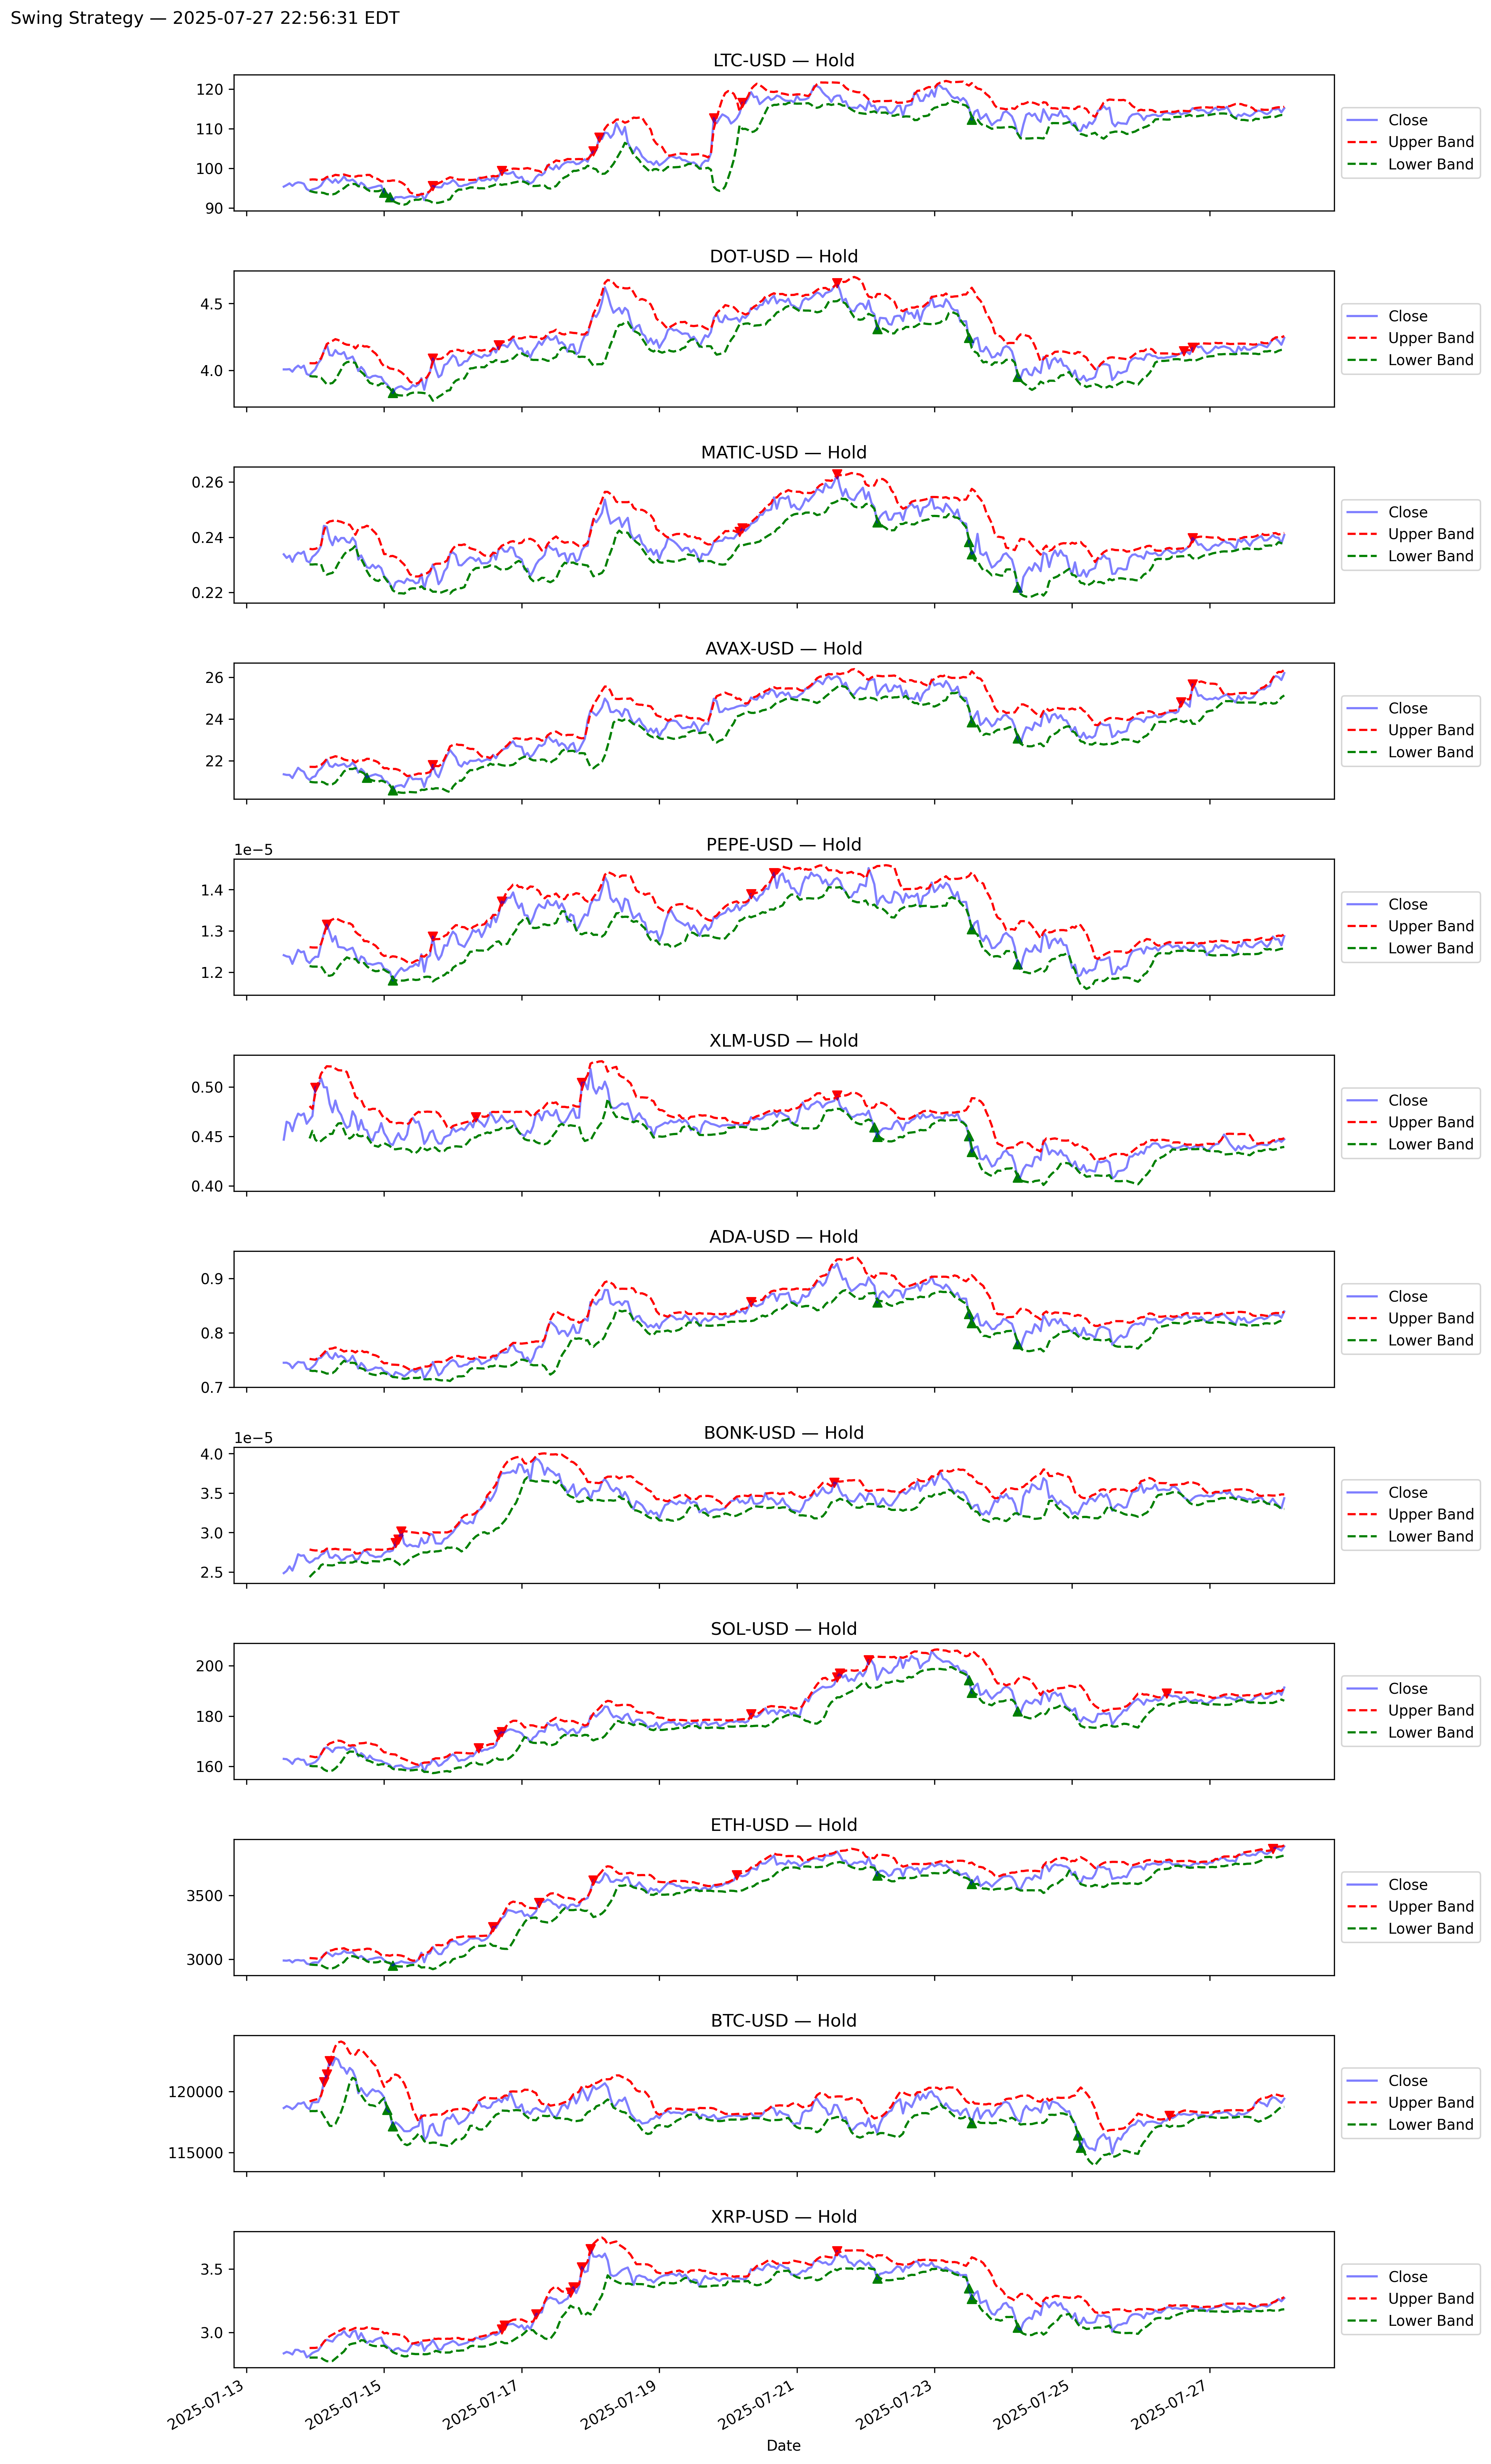 Swing Strategy — 2025-07-27 22:56:31 EDT
LTC-USD — Hold
120
110
100
90
Close
Upper Band
Lower Band
DOT-USD — Hold
4.5
4.0
Close
Upper Band
Lower Band
MATIC-USD — Hold
0.26
0.24
0.22
Close
Upper Band
Lower Band
AVAX-USD — Hold
26
24
22
Close
Upper Band
Lower Band
PEPE-USD — Hold
1e−5
1.4
1.3
1.2
Close
Upper Band
Lower Band
XLM-USD — Hold
0.50
0.45
0.40
Close
Upper Band
Lower Band
ADA-USD — Hold
0.9
0.8
0.7
Close
Upper Band
Lower Band
BONK-USD — Hold
1e−5
4.0
3.5
3.0
2.5
Close
Upper Band
Lower Band
SOL-USD — Hold
200
180
160
Close
Upper Band
Lower Band
ETH-USD — Hold
3500
3000
Close
Upper Band
Lower Band
BTC-USD — Hold
120000
115000
Close
Upper Band
Lower Band
XRP-USD — Hold
3.5
3.0
Close
Upper Band
Lower Band
2025-07-13
2025-07-15
2025-07-17
2025-07-19
2025-07-21
2025-07-23
2025-07-25
2025-07-27
Date